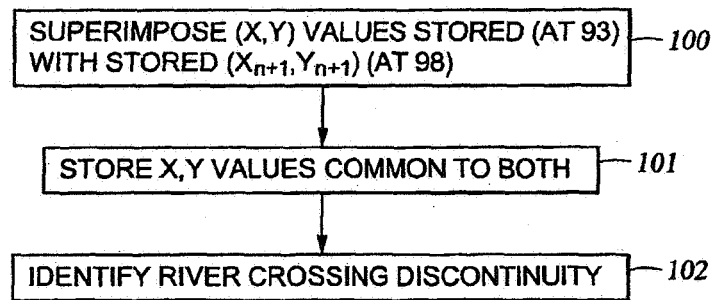 SUPERIMPOSE (X,Y) VALUES STORED (AT 93)
WITH STORED (Xn+1,Yn+1) (AT 98)
100
STORE X,Y VALUES COMMON TO BOTH
101
IDENTIFY RIVER CROSSING DISCONTINUITY
102